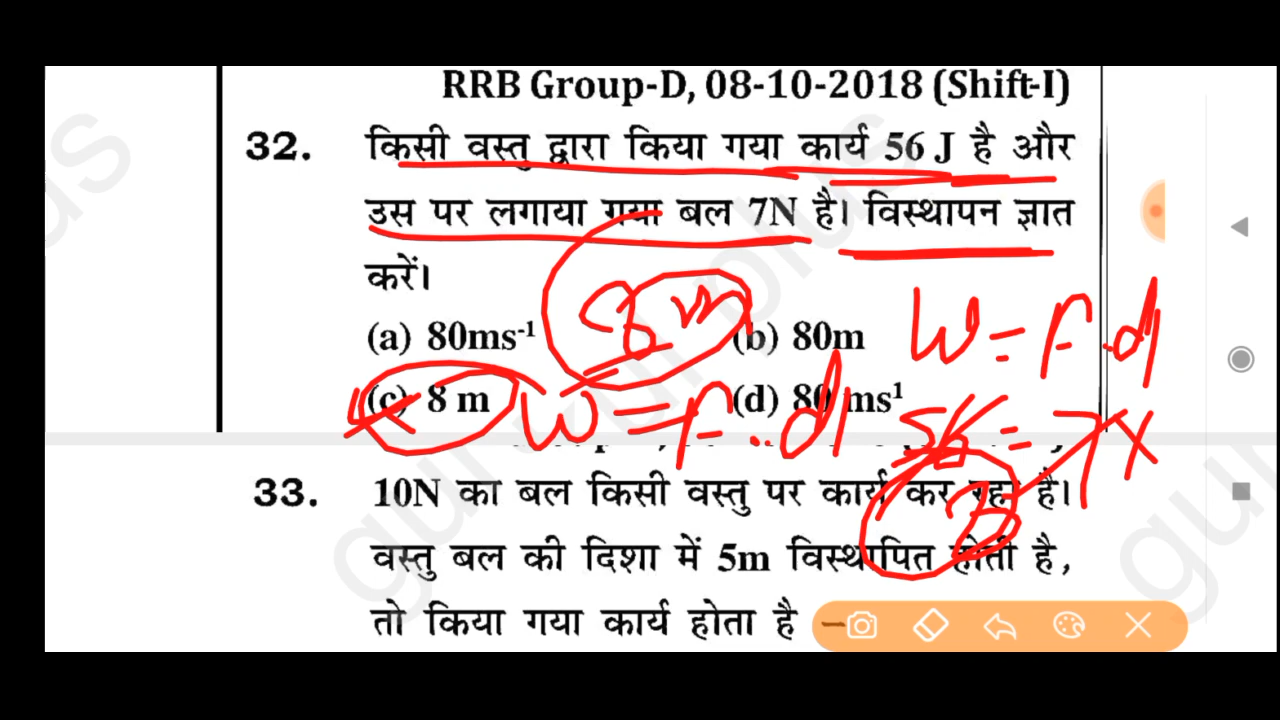 RRB Group-D, 08-10-2018 (Shift-I)
32. किसी वस्तु द्वारा किया गया कार्य 56 J है और
उस पर लगाया गया बल 7N है। विस्थापन ज्ञात
करें।
(a) 80ms⁻¹ (b) 80m
8 m
W = F.d
(c) 8 m (d) 80 ms¹
W = F..d
56 = 7x
8
33. 10N का बल किसी वस्तु पर कार्य कर रहा है।
वस्तु बल की दिशा में 5m विस्थापित होती है,
तो किया गया कार्य होता है –